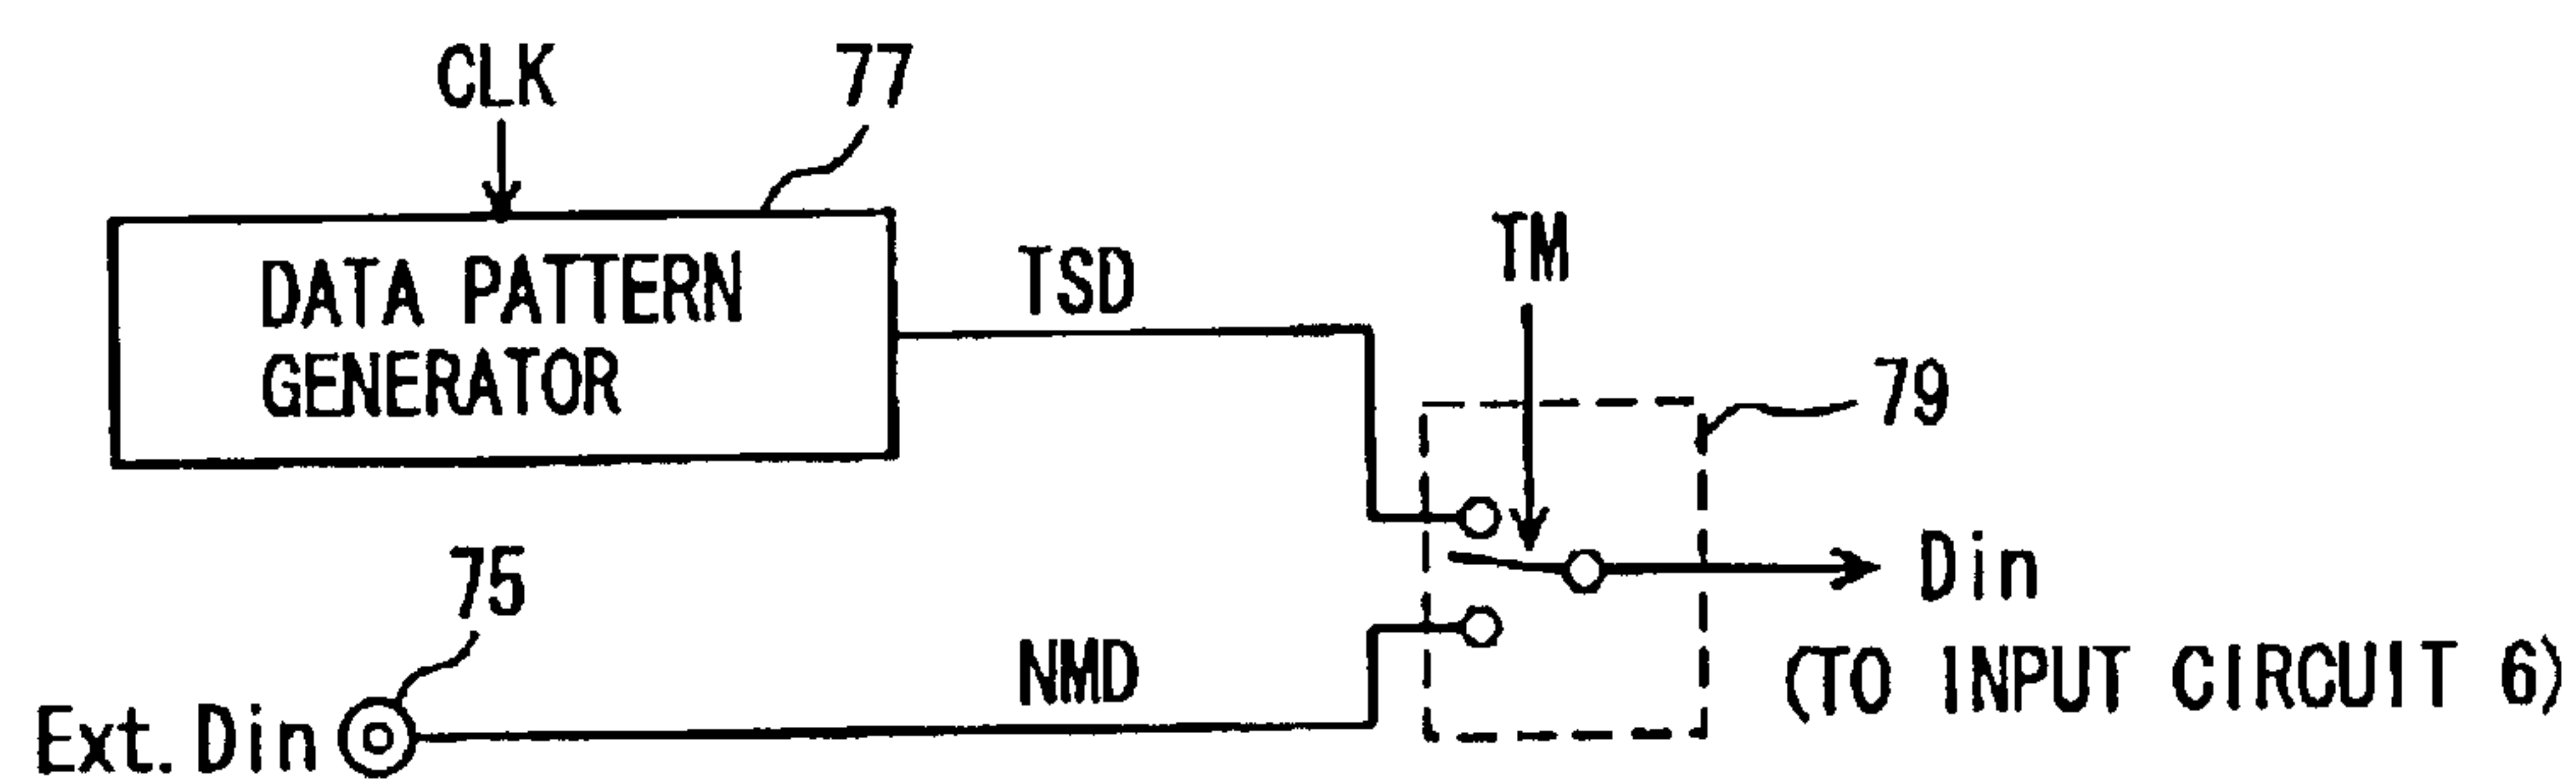 CLK
77
DATA PATTERN
GENERATOR
TSD
TM
79
75
NMD
Din
(TO INPUT CIRCUIT 6)
Ext. Din